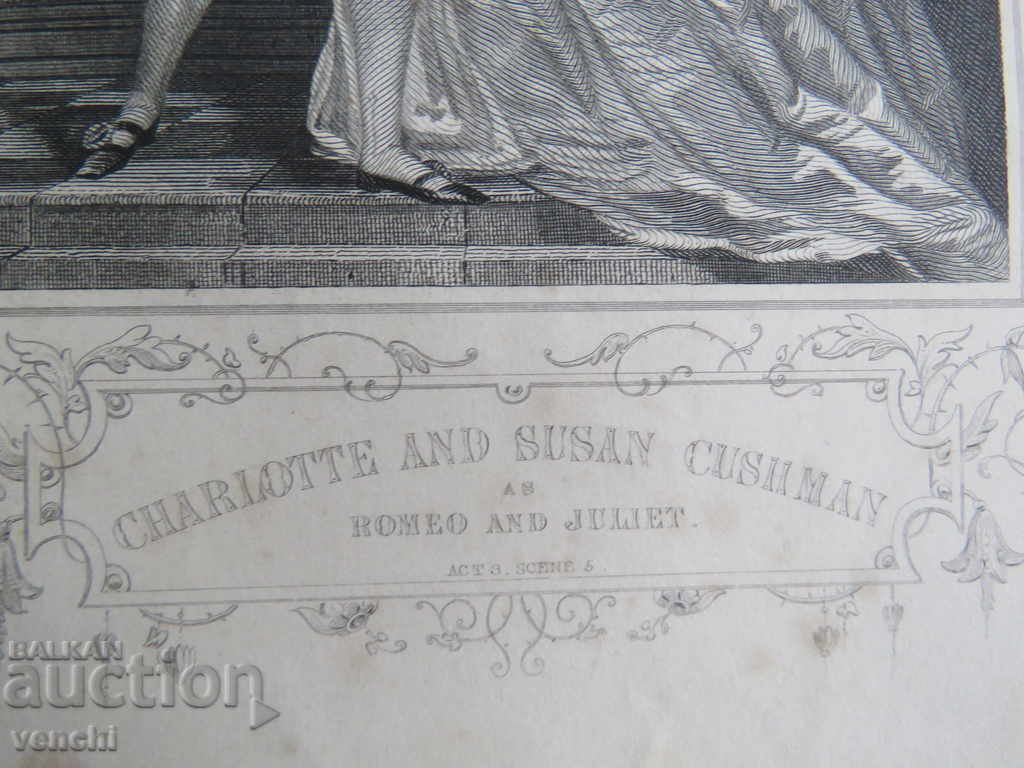 CHARLOTTE AND SUSAN CUSHMAN
AS
ROMEO AND JULIET.
ACT 3. SCENE 5.
BALKAN
auction
venchi